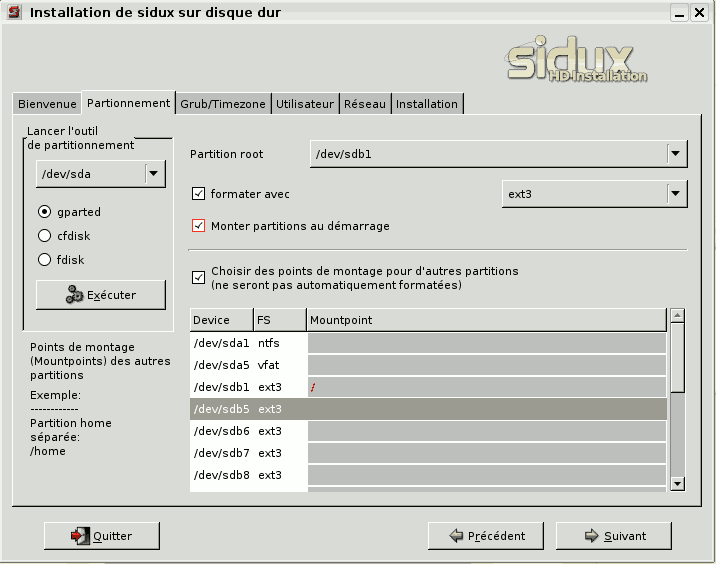 Installation de sidux sur disque dur
sidux
HD-Installation
Bienvenue Partionnement Grub/Timezone Utilisateur Réseau Installation
Lancer l'outil
de partitionnement
/dev/sda
gparted
cfdisk
fdisk
Exécuter
Points de montage
(Mountpoints) des autres
partitions
Exemple:
------------
Partition home
séparée:
/home
Partition root /dev/sdb1
formater avec ext3
Monter partitions au démarrage
Choisir des points de montage pour d'autres partitions
(ne seront pas automatiquement formatées)
Device FS Mountpoint
/dev/sda1 ntfs
/dev/sda5 vfat
/dev/sdb1 ext3 /
/dev/sdb5 ext3
/dev/sdb6 ext3
/dev/sdb7 ext3
/dev/sdb8 ext3
Quitter Précédent Suivant